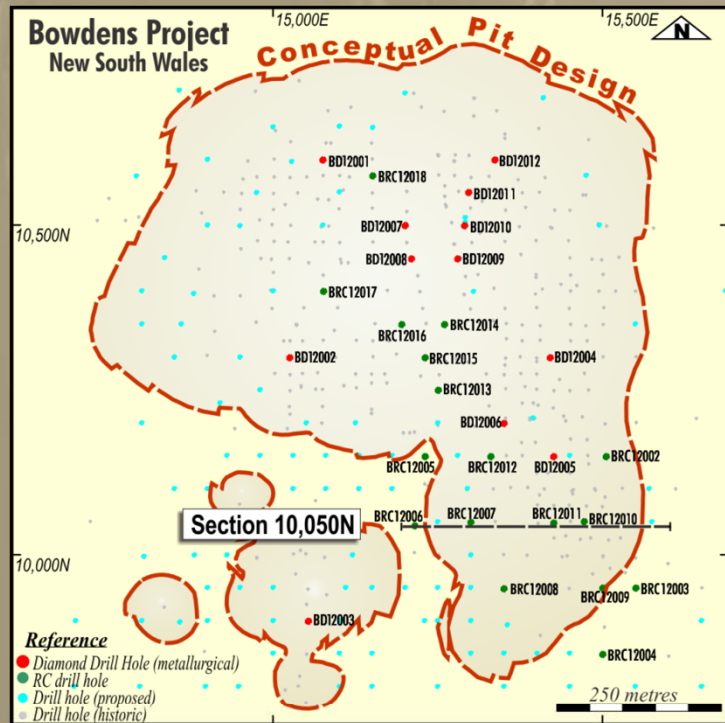 Bowdens Project
New South Wales
15,000E
15,500E
Conceptual Pit Design
N
BD12001
BD12012
BRC12018
BD12011
10,500N
BD12007
BD12010
BD12008
BD12009
BRC12017
BRC12014
BRC12016
BD12002
BRC12015
BD12004
BRC12013
BD12006
BRC12005
BRC12012
BD12005
BRC12002
Section 10,050N
BRC12006
BRC12007
BRC12011
BRC12010
10,000N
BRC12008
BRC12009
BRC12003
BD12003
BRC12004
Reference
Diamond Drill Hole (metallurgical)
RC drill hole
Drill hole (proposed)
Drill hole (historic)
250 metres